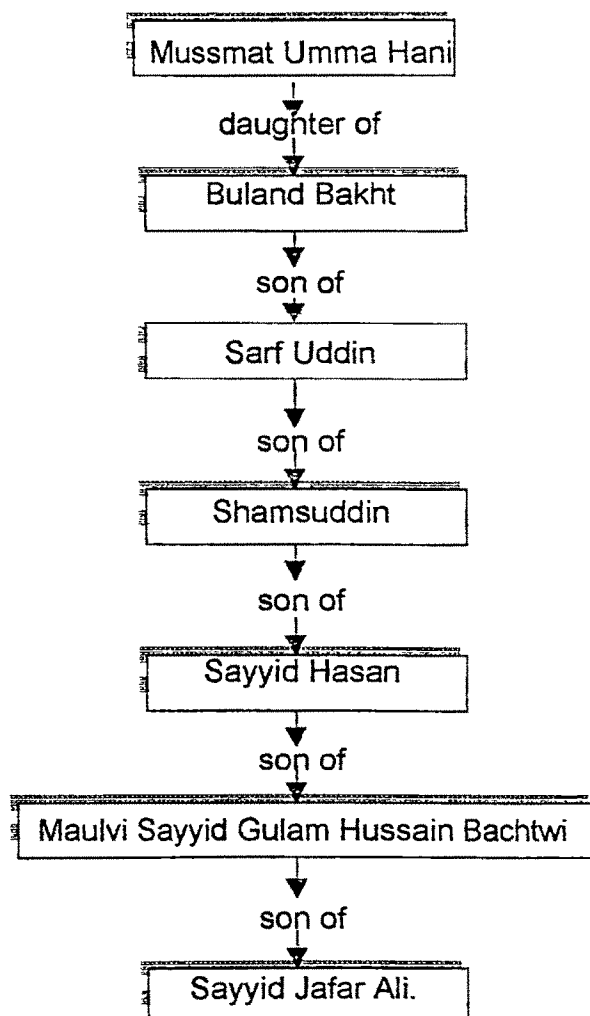 Mussmat Umma Hani
daughter of
Buland Bakht
son of
Sarf Uddin
son of
Shamsuddin
son of
Sayyid Hasan
son of
Maulvi Sayyid Gulam Hussain Bachtwi
son of
Sayyid Jafar Ali.